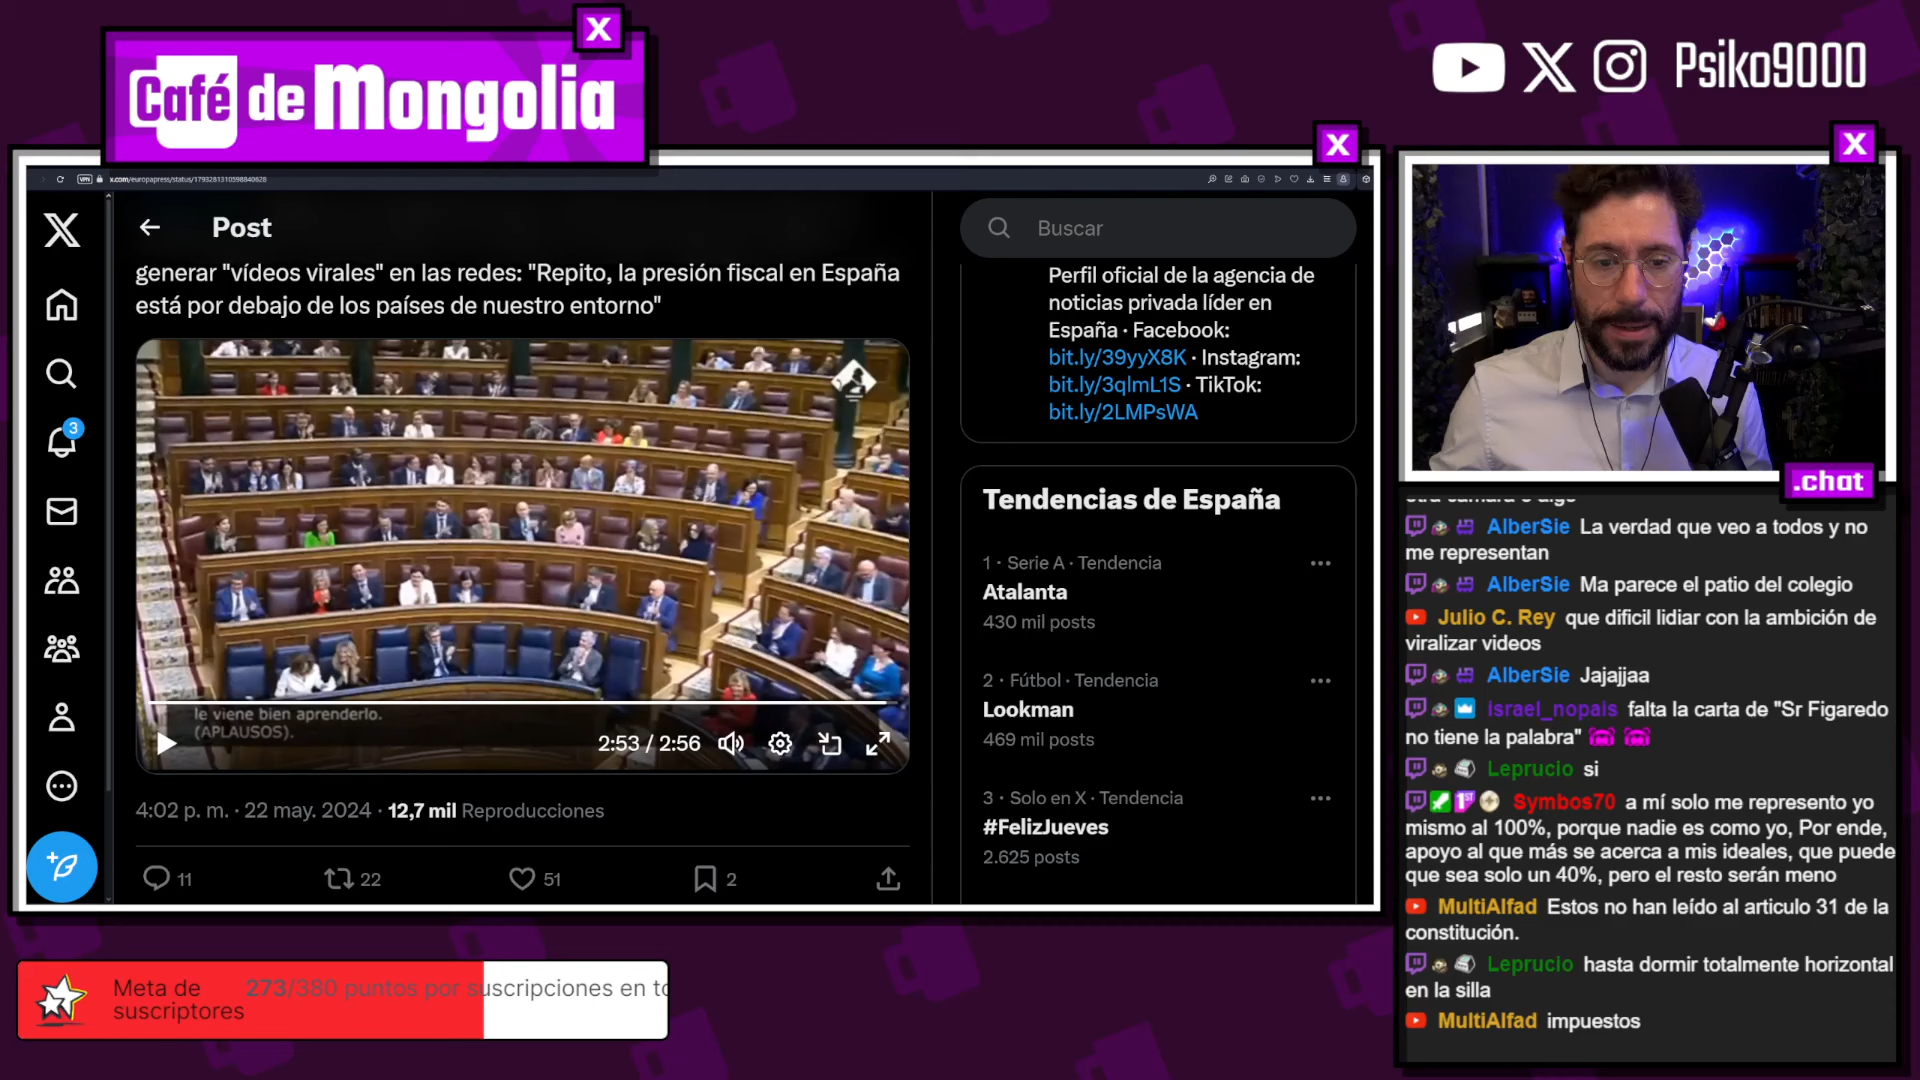 X
Café de Mongolia
Psiko9000
X
X
VPN
x.com/europapress/status/1793281310598840628
Post
generar "vídeos virales" en las redes: "Repito, la presión fiscal en España
está por debajo de los países de nuestro entorno"
3
le viene bien aprenderlo.
(APLAUSOS).
2:53 / 2:56
4:02 p. m. · 22 may. 2024 · 12,7 mil Reproducciones
11
22
51
2
Buscar
Perfil oficial de la agencia de
noticias privada líder en
España · Facebook:
bit.ly/39yyX8K · Instagram:
bit.ly/3qlmL1S · TikTok:
bit.ly/2LMPsWA
Tendencias de España
1 · Serie A · Tendencia
Atalanta
430 mil posts
2 · Fútbol · Tendencia
Lookman
469 mil posts
3 · Solo en X · Tendencia
#FelizJueves
2.625 posts
.chat
AlberSie La verdad que veo a todos y no
me representan
AlberSie Ma parece el patio del colegio
Julio C. Rey que dificil lidiar con la ambición de
viralizar videos
AlberSie Jajajjaa
israel_nopais falta la carta de "Sr Figaredo
no tiene la palabra"
Leprucio si
1ST Symbos70 a mí solo me represento yo
mismo al 100%, porque nadie es como yo, Por ende,
apoyo al que más se acerca a mis ideales, que puede
que sea solo un 40%, pero el resto serán meno
MultiAlfad Estos no han leído al articulo 31 de la
constitución.
Leprucio hasta dormir totalmente horizontal
en la silla
MultiAlfad impuestos
Meta de
suscriptores
273/380 puntos por suscripciones en to